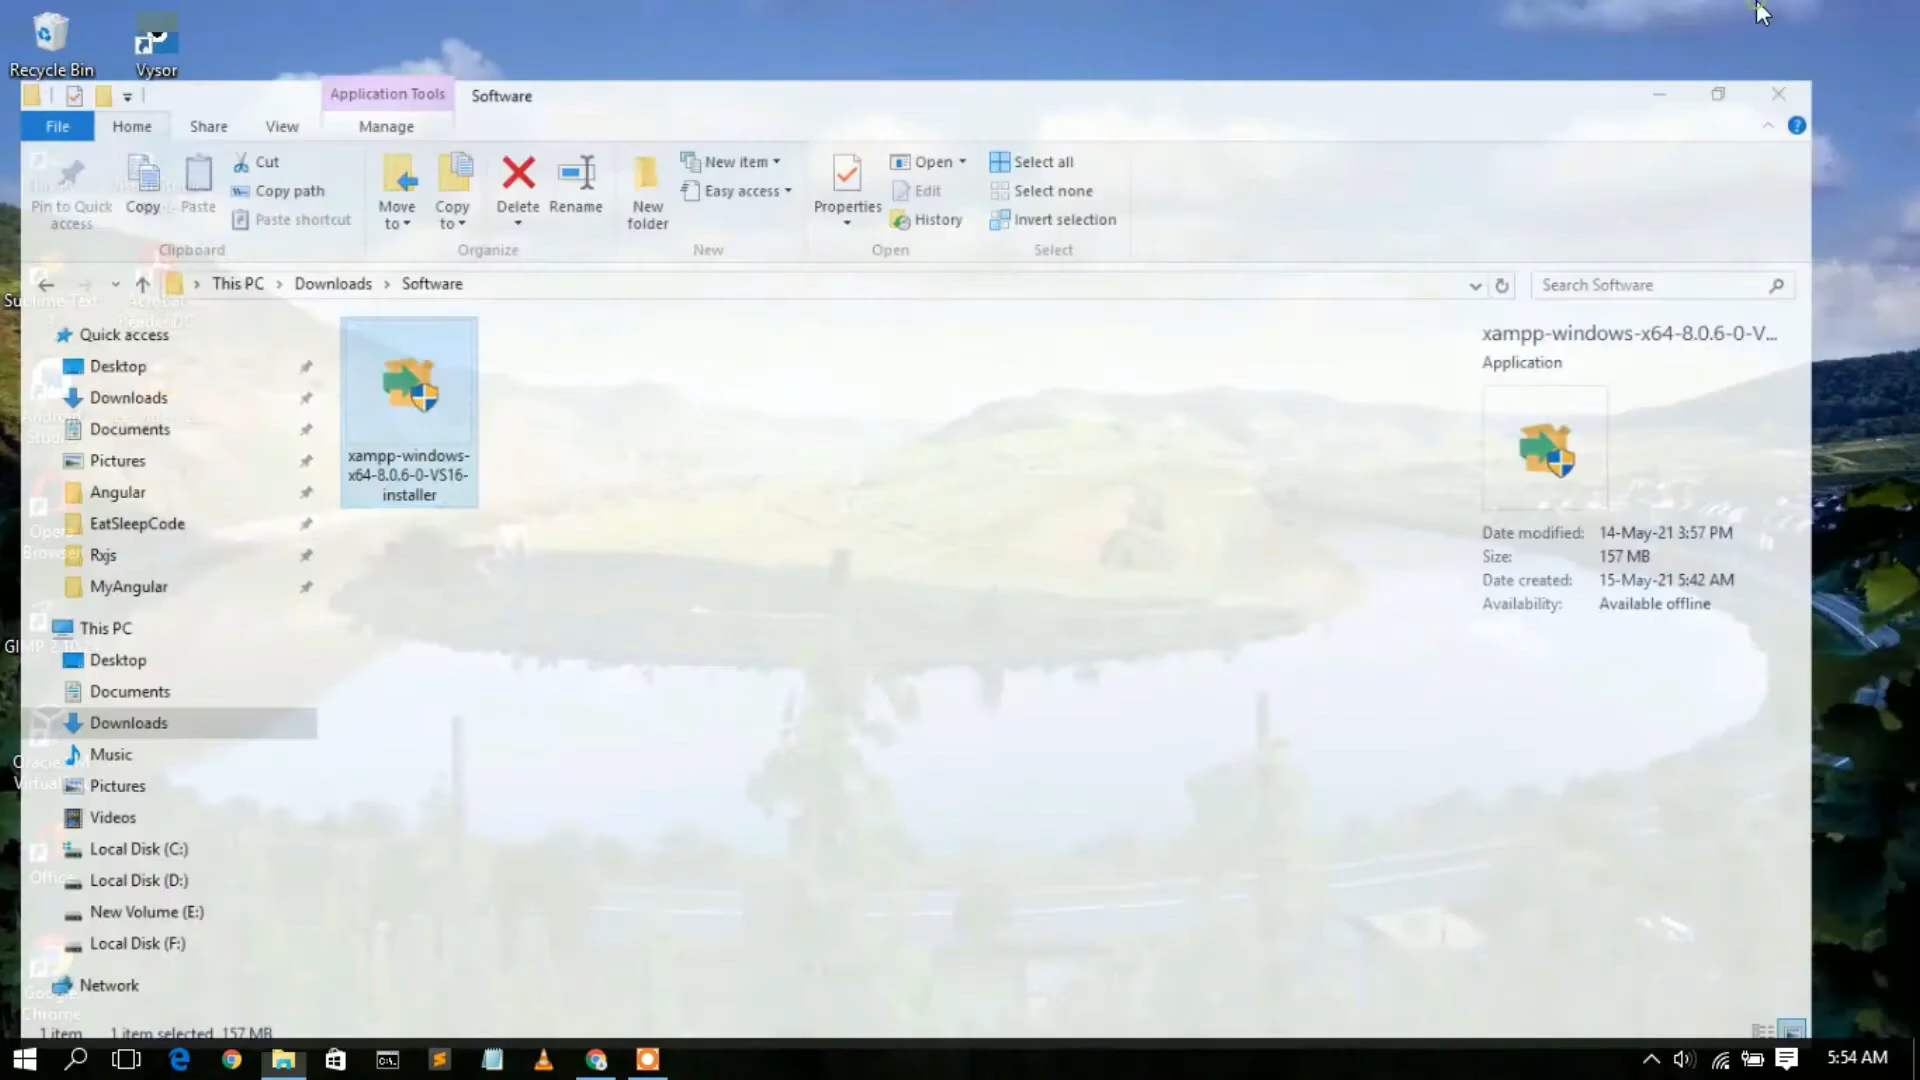 Recycle Bin
Vysor
Application Tools
Software
File
Home
Share
View
Manage
Pin to Quick access
Copy
Paste
Cut
Copy path
Paste shortcut
Move to
Copy to
Delete
Rename
New folder
New item
Easy access
Properties
Open
Edit
History
Select all
Select none
Invert selection
Clipboard
Organize
New
Open
Select
This PC
Downloads
Software
Search Software
Quick access
Desktop
Downloads
Documents
Pictures
Angular
EatSleepCode
Rxjs
MyAngular
This PC
Desktop
Documents
Downloads
Music
Pictures
Videos
Local Disk (C:)
Local Disk (D:)
New Volume (E:)
Local Disk (F:)
Network
xampp-windows-
x64-8.0.6-0-VS16-
installer
xampp-windows-x64-8.0.6-0-V...
Application
Date modified: 14-May-21 3:57 PM
Size: 157 MB
Date created: 15-May-21 5:42 AM
Availability: Available offline
Sublime Text
Opera
Browser
Office
Google
Chrome
1 item
1 item selected 157 MB
5:54 AM